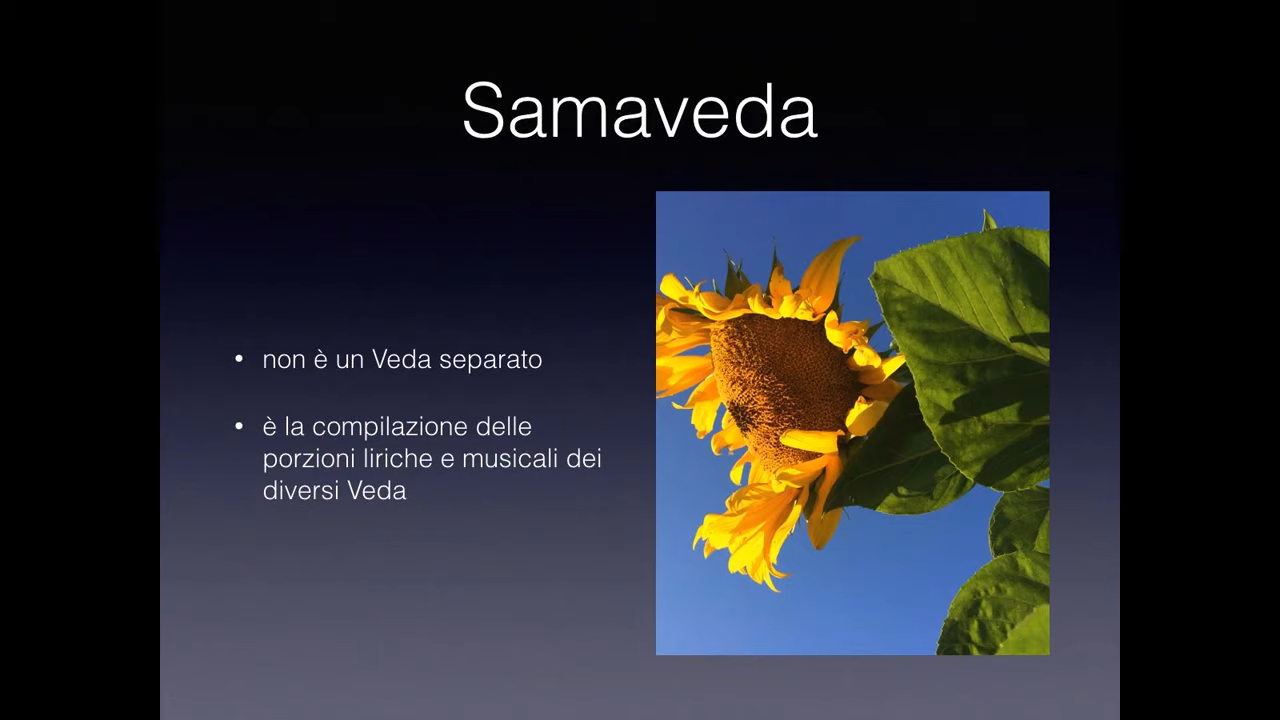 Samaveda
• non è un Veda separato
• è la compilazione delle
porzioni liriche e musicali dei
diversi Veda